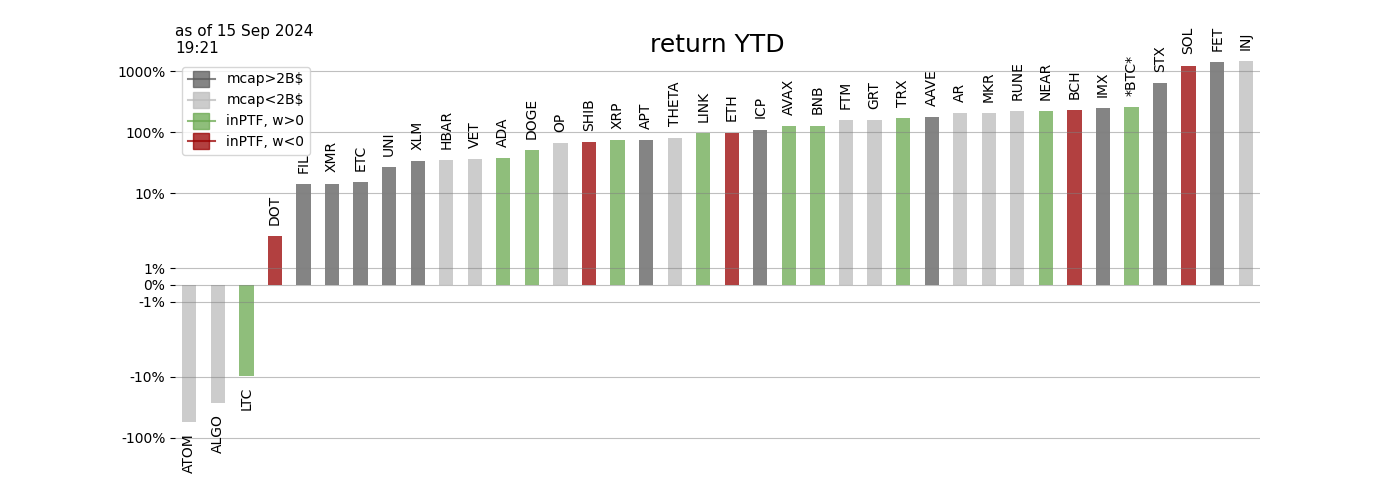 as of 15 Sep 2024
19:21
return YTD
mcap>2B$
mcap<2B$
inPTF, w>0
inPTF, w<0
1000%
100%
10%
1%
0%
-1%
-10%
-100%
ATOM
ALGO
LTC
DOT
FIL
XMR
ETC
UNI
XLM
HBAR
VET
ADA
DOGE
OP
SHIB
XRP
APT
THETA
LINK
ETH
ICP
AVAX
BNB
FTM
GRT
TRX
AAVE
AR
MKR
RUNE
NEAR
BCH
IMX
*BTC*
STX
SOL
FET
INJ